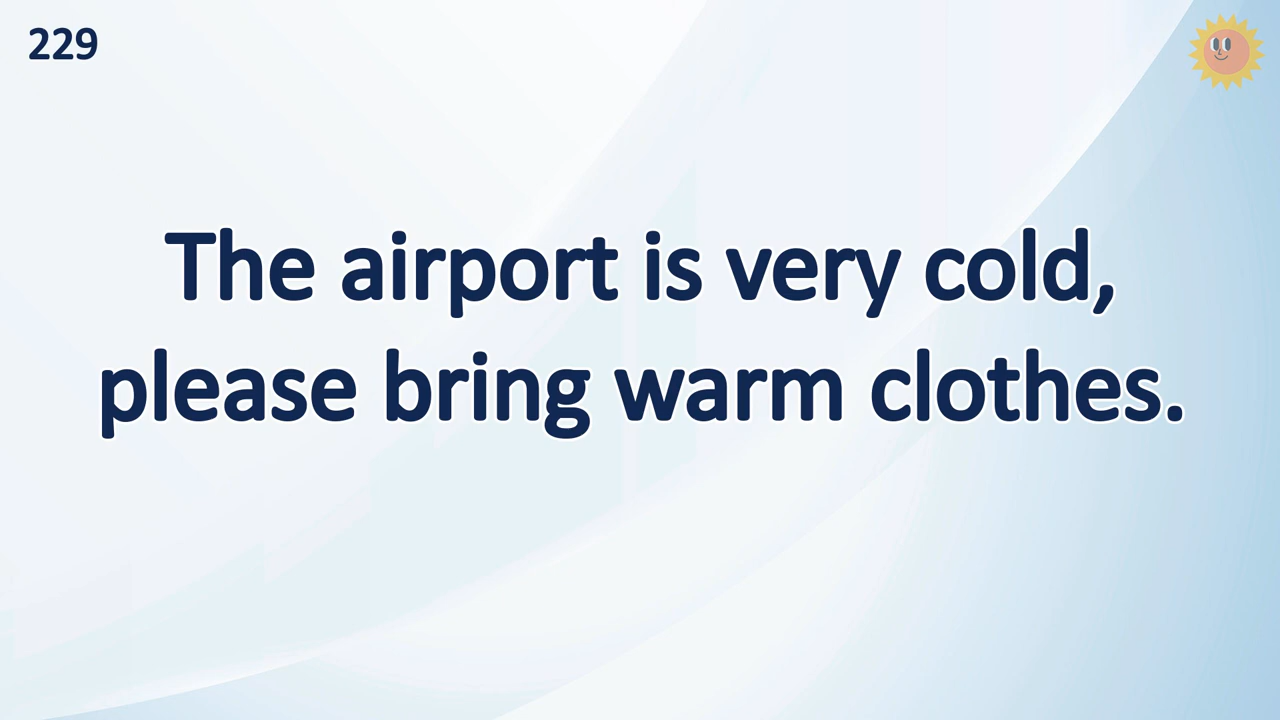 229
The airport is very cold,
please bring warm clothes.